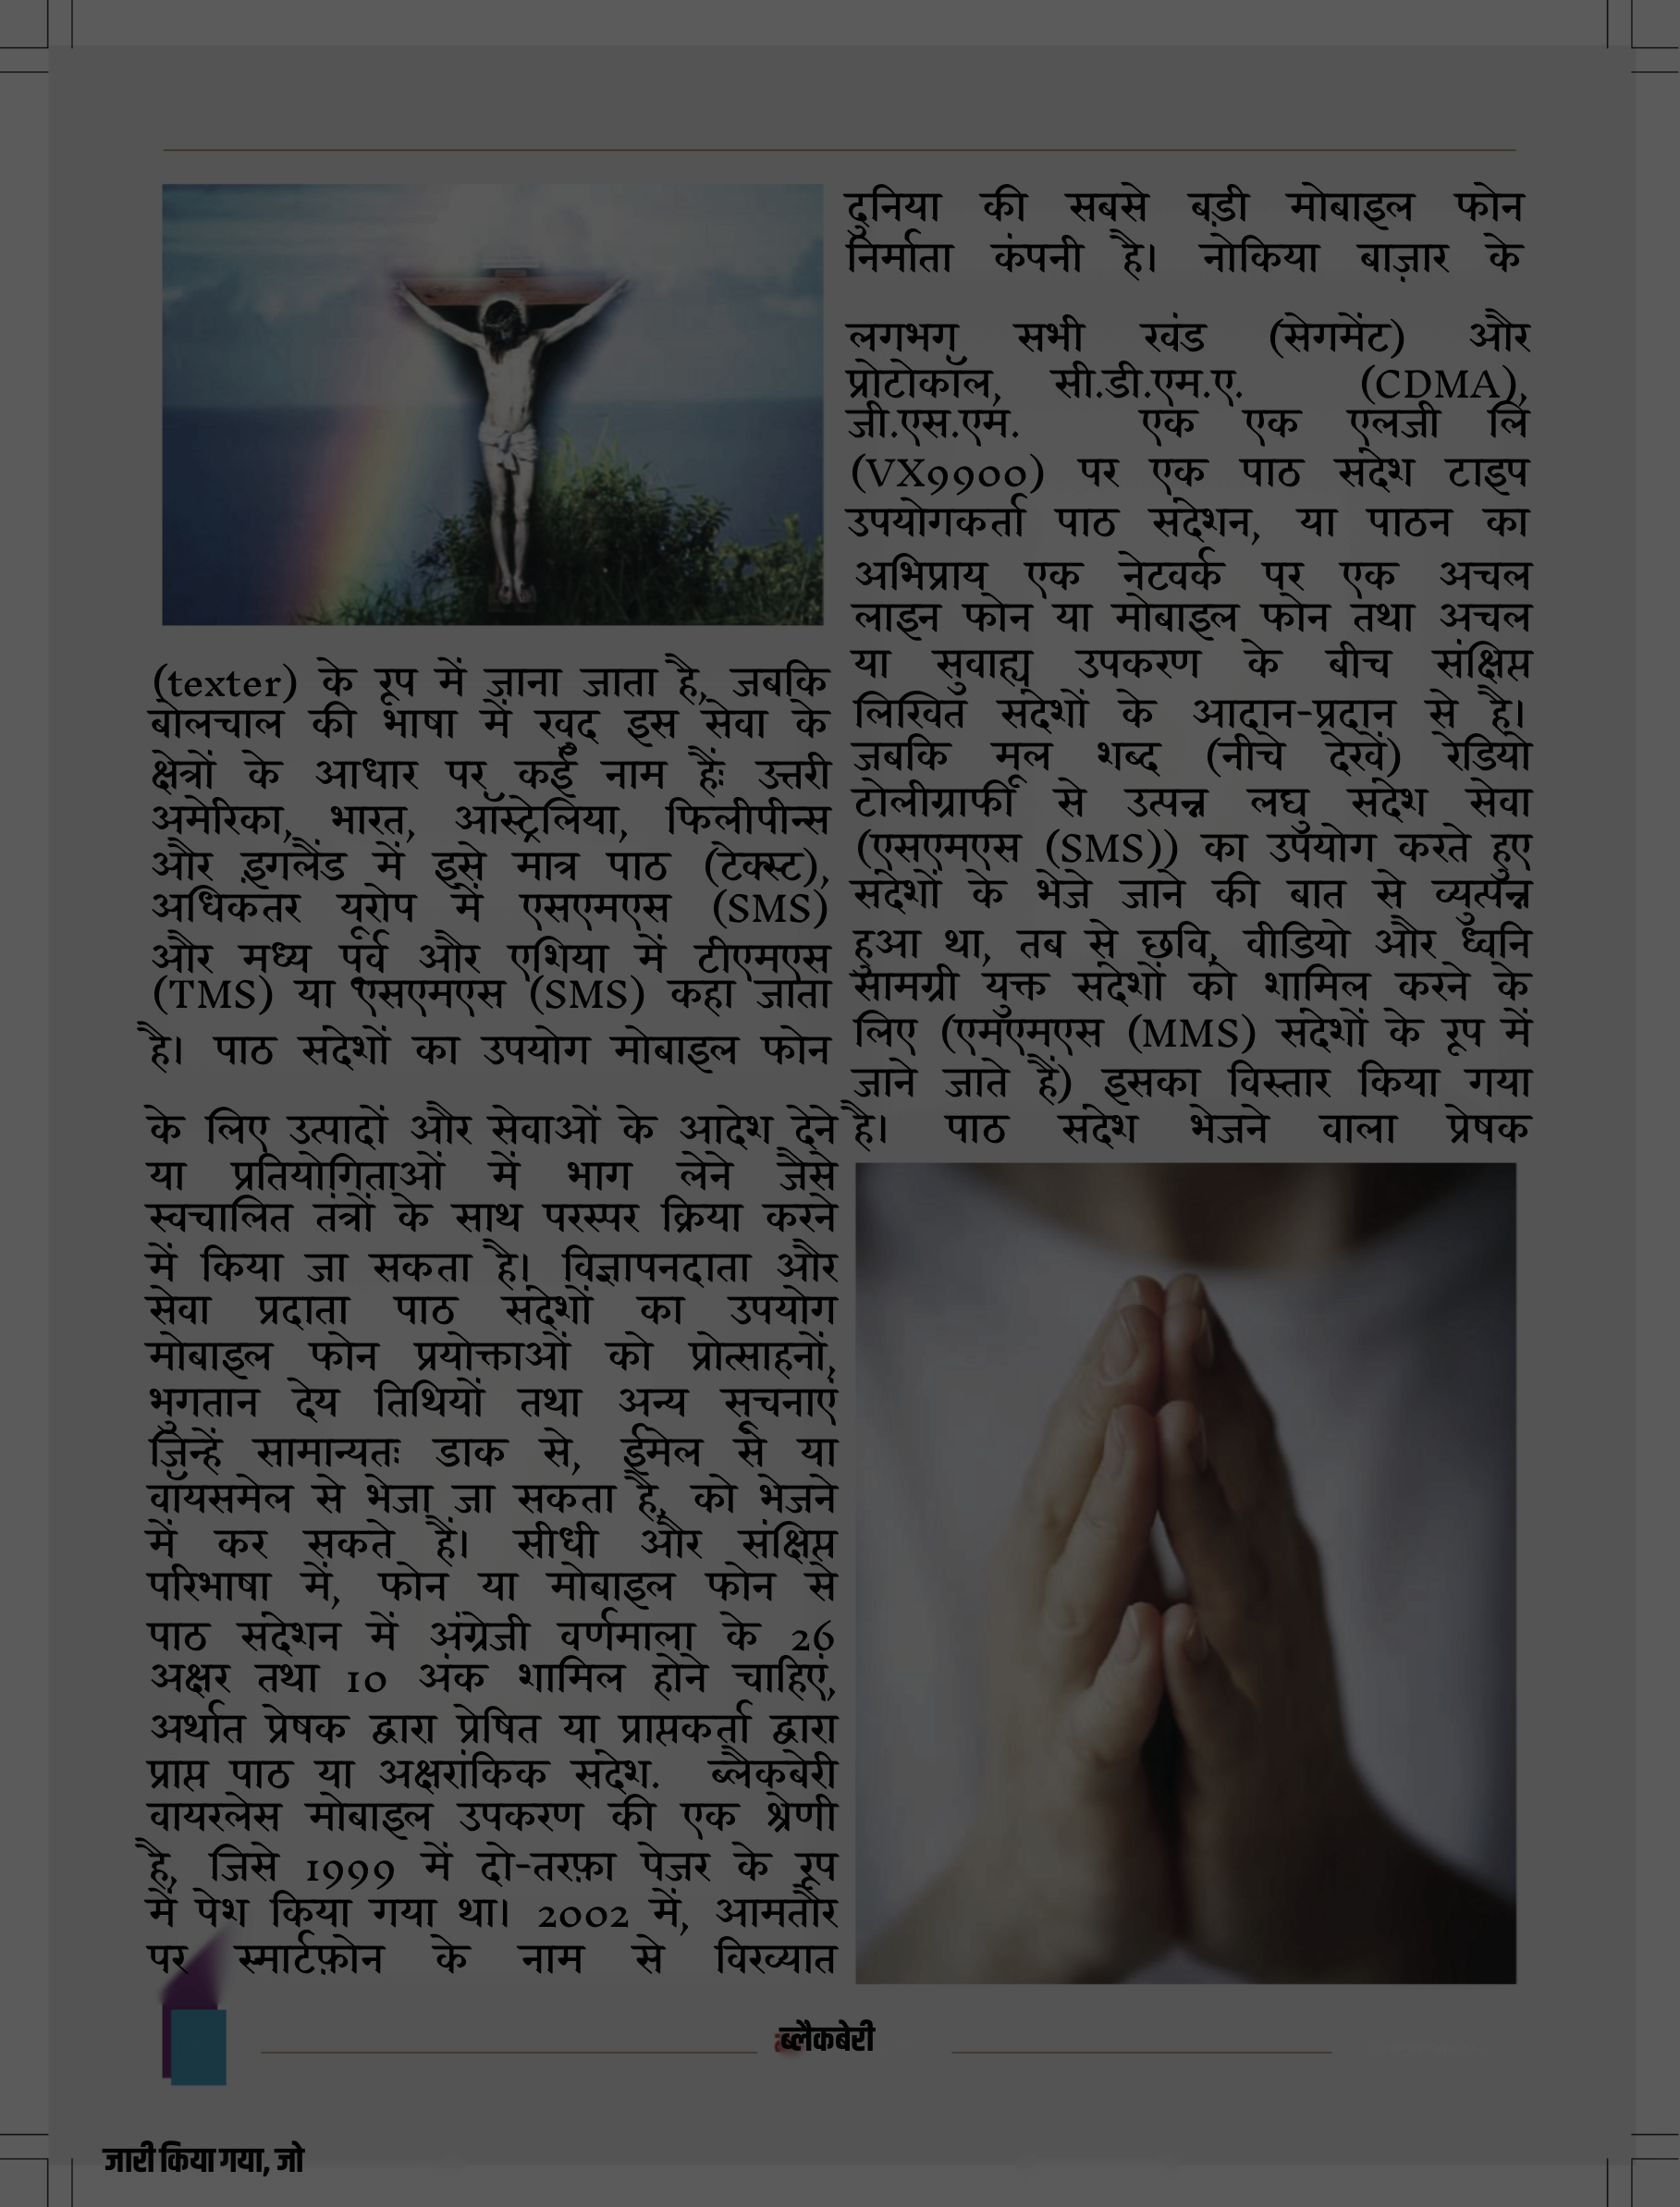 (texter) के रूप में जाना जाता है, जबकि
बोलचाल की भाषा में खुद इस सेवा के
क्षेत्रों के आधार पर कई नाम हैंः उत्तरी
अमेरिका, भारत, ऑस्ट्रेलिया, फिलीपीन्स
और इंगलैंड में इसे मात्र पाठ (टेक्स्ट),
अधिकतर यूरोप में एसएमएस (SMS)
और मध्य पूर्व और एशिया में टीएमएस
(TMS) या एसएमएस (SMS) कहा जाता
है। पाठ संदेशों का उपयोग मोबाइल फोन
के लिए उत्पादों और सेवाओं के आदेश देने
या प्रतियोगिताओं में भाग लेने जैसे
स्वचालित तंत्रों के साथ परस्पर क्रिया करने
में किया जा सकता है। विज्ञापनदाता और
सेवा प्रदाता पाठ संदेशों का उपयोग
मोबाइल फोन प्रयोक्ताओं को प्रोत्साहनों,
भुगतान देय तिथियों तथा अन्य सूचनाएं
जिन्हें सामान्यतः डाक से, ईमेल से या
वॉयसमेल से भेजा जा सकता है, को भेजने
में कर सकते हैं। सीधी और संक्षिप्त
परिभाषा में, फोन या मोबाइल फोन से
पाठ संदेशन में अंग्रेजी वर्णमाला के 26
अक्षर तथा 10 अंक शामिल होने चाहिएं,
अर्थात प्रेषक द्वारा प्रेषित या प्राप्तकर्ता द्वारा
प्राप्त पाठ या अक्षरांकिक संदेश. ब्लैकबेरी
वायरलेस मोबाइल उपकरण की एक श्रेणी
है, जिसे 1999 में दो-तरफ़ा पेजर के रूप
में पेश किया गया था। 2002 में, आमतौर
पर स्मार्टफ़ोन के नाम से विख्यात
दुनिया की सबसे बड़ी मोबाइल फोन
निर्माता कंपनी है। नोकिया बाज़ार के
लगभग सभी खंड (सेगमेंट) और
प्रोटोकॉल, सी.डी.एम.ए. (CDMA),
जी.एस.एम. एक एक एलजी लि
(VX9900) पर एक पाठ संदेश टाइप
उपयोगकर्ता पाठ संदेशन, या पाठन का
अभिप्राय एक नेटवर्क पर एक अचल
लाइन फोन या मोबाइल फोन तथा अचल
या सुवाह्य उपकरण के बीच संक्षिप्त
लिखित संदेशों के आदान-प्रदान से है।
जबकि मूल शब्द (नीचे देखें) रेडियो
टोलीग्राफी से उत्पन्न लघु संदेश सेवा
(एसएमएस (SMS)) का उपयोग करते हुए
संदेशों के भेजे जाने की बात से व्युत्पन्न
हुआ था, तब से छवि, वीडियो और ध्वनि
सामग्री युक्त संदेशों को शामिल करने के
लिए (एमएमएस (MMS) संदेशों के रूप में
जाने जाते हैं) इसका विस्तार किया गया
है। पाठ संदेश भेजने वाला प्रेषक
ब्लैकबेरी
जारी किया गया, जो